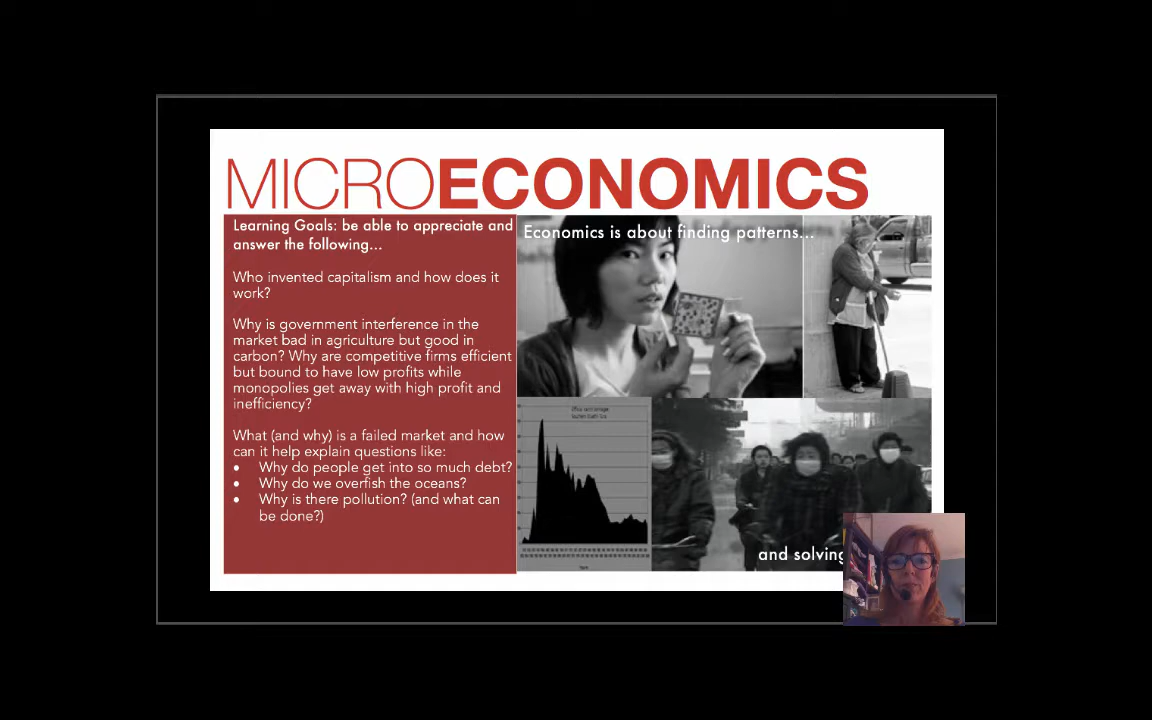 MICROECONOMICS
Learning Goals: be able to appreciate and
answer the following...
Who invented capitalism and how does it
work?
Why is government interference in the
market bad in agriculture but good in
carbon? Why are competitive firms efficient
but bound to have low profits while
monopolies get away with high profit and
inefficiency?
What (and why) is a failed market and how
can it help explain questions like:
• Why do people get into so much debt?
• Why do we overfish the oceans?
• Why is there pollution? (and what can
be done?)
Economics is about finding patterns...
and solving